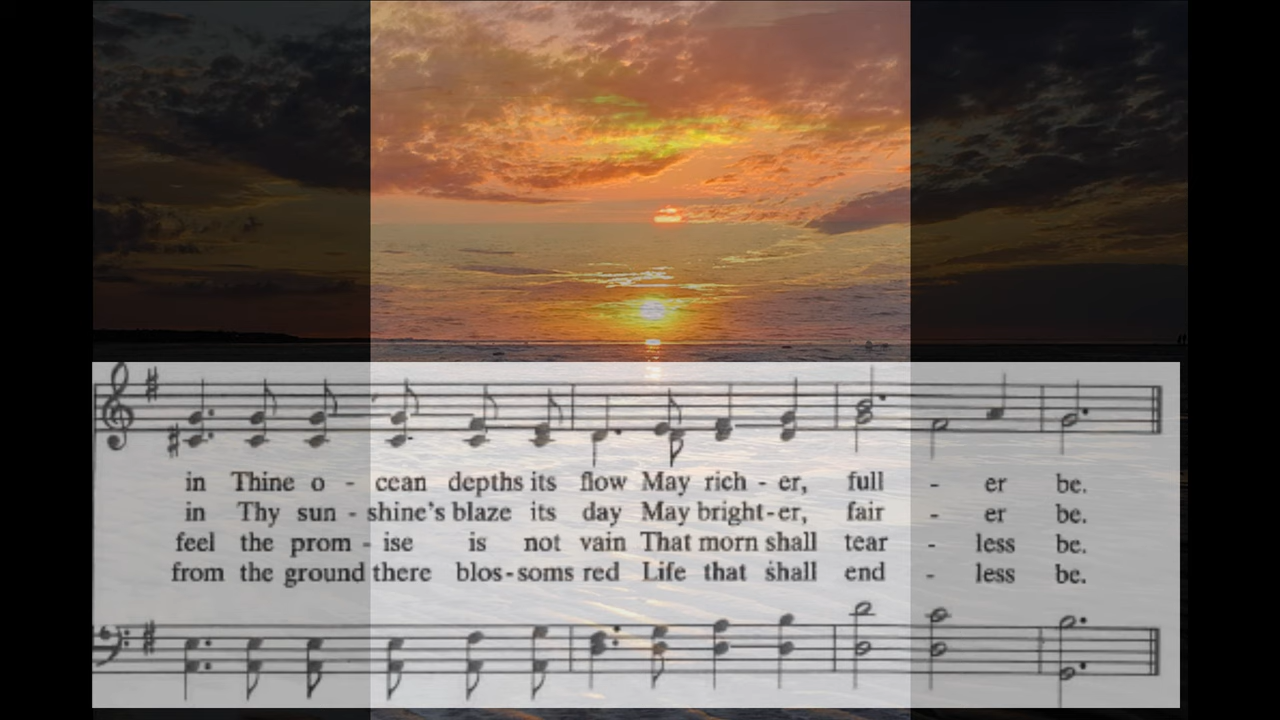 in Thine o - cean depths its flow May rich - er, full - er be.
in Thy sun - shine's blaze its day May bright - er, fair - er be.
feel the prom - ise is not vain That morn shall tear - less be.
from the ground there blos - soms red Life that shall end - less be.